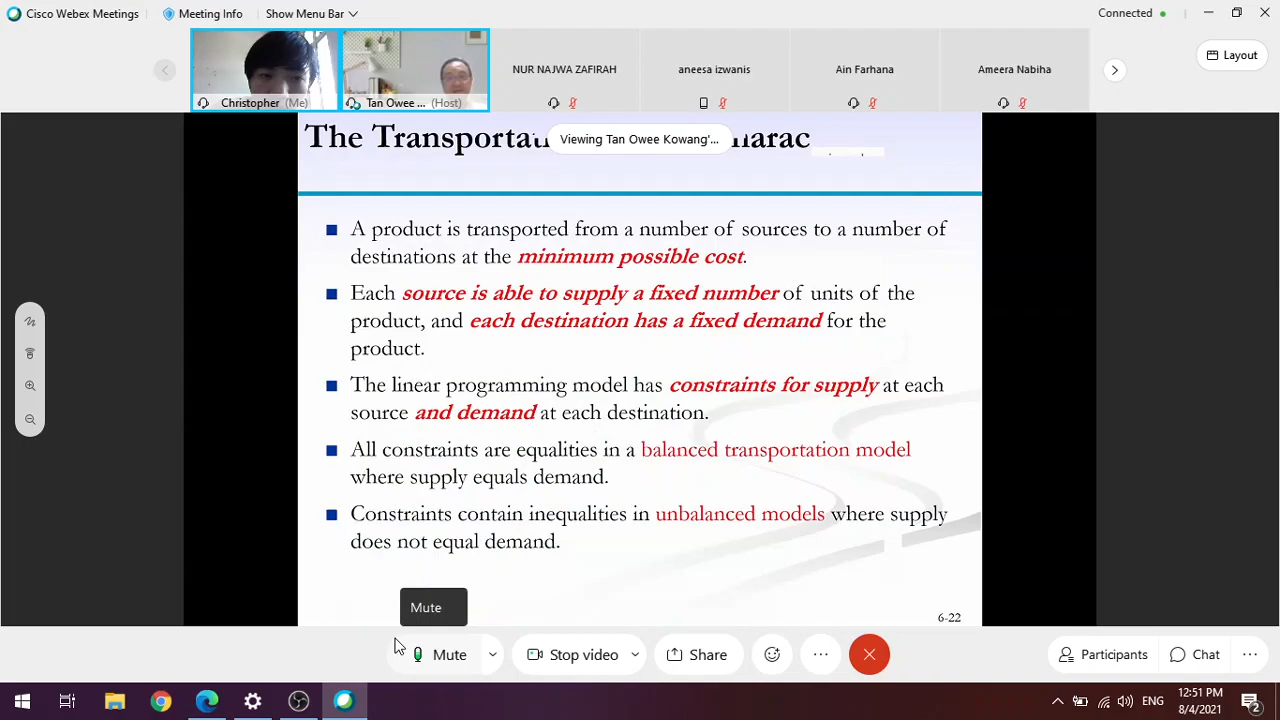 Cisco Webex Meetings
Meeting Info
Show Menu Bar
Connected
Christopher (Me)
Tan Owee ... (Host)
NUR NAJWA ZAFIRAH
aneesa izwanis
Ain Farhana
Ameera Nabiha
Layout
Viewing Tan Owee Kowang'...
The
■ A product is transported from a number of sources to a number of
destinations at the minimum possible cost.
■ Each source is able to supply a fixed number of units of the
product, and each destination has a fixed demand for the
product.
■ The linear programming model has constraints for supply at each
source and demand at each destination.
■ All constraints are equalities in a balanced transportation model
where supply equals demand.
■ Constraints contain inequalities in unbalanced models where supply
does not equal demand.
Mute
6-22
Mute
Stop video
Share
...
Participants
Chat
...
ENG
12:51 PM
8/4/2021
2